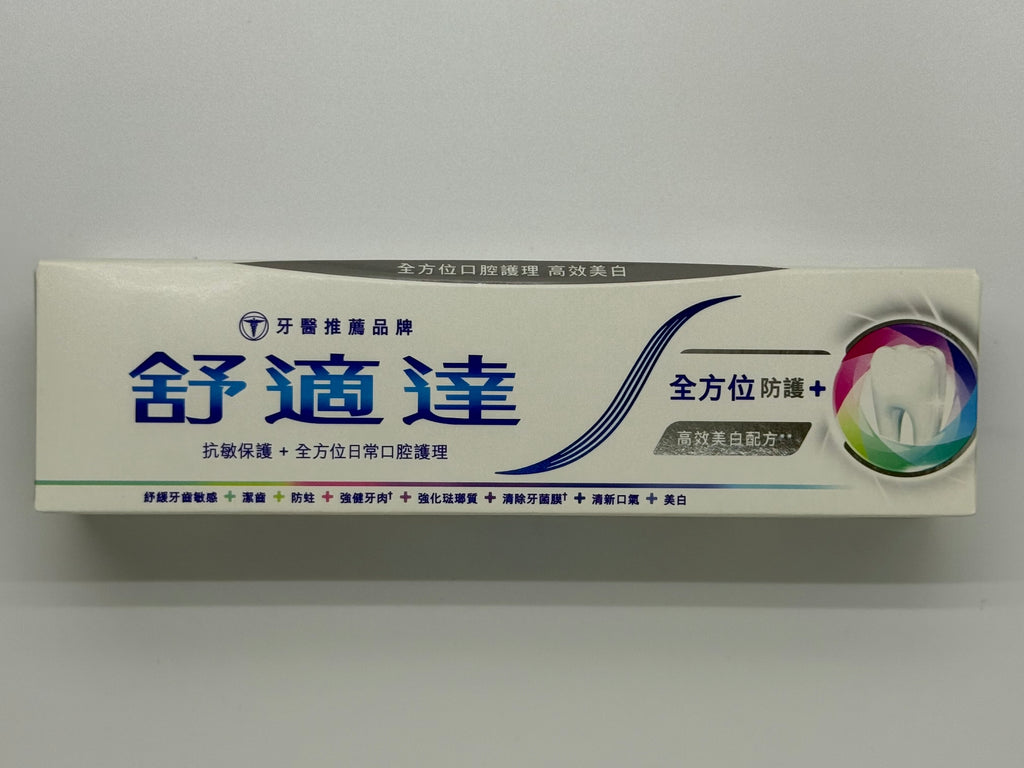 全方位口腔護理 高效美白
牙醫推薦品牌
舒適達
抗敏保護 + 全方位日常口腔護理
全方位防護+
高效美白配方**
紓緩牙齒敏感 + 潔齒 + 防蛀 + 強健牙肉† + 強化琺瑯質 + 清除牙菌膜† + 清新口氣 + 美白